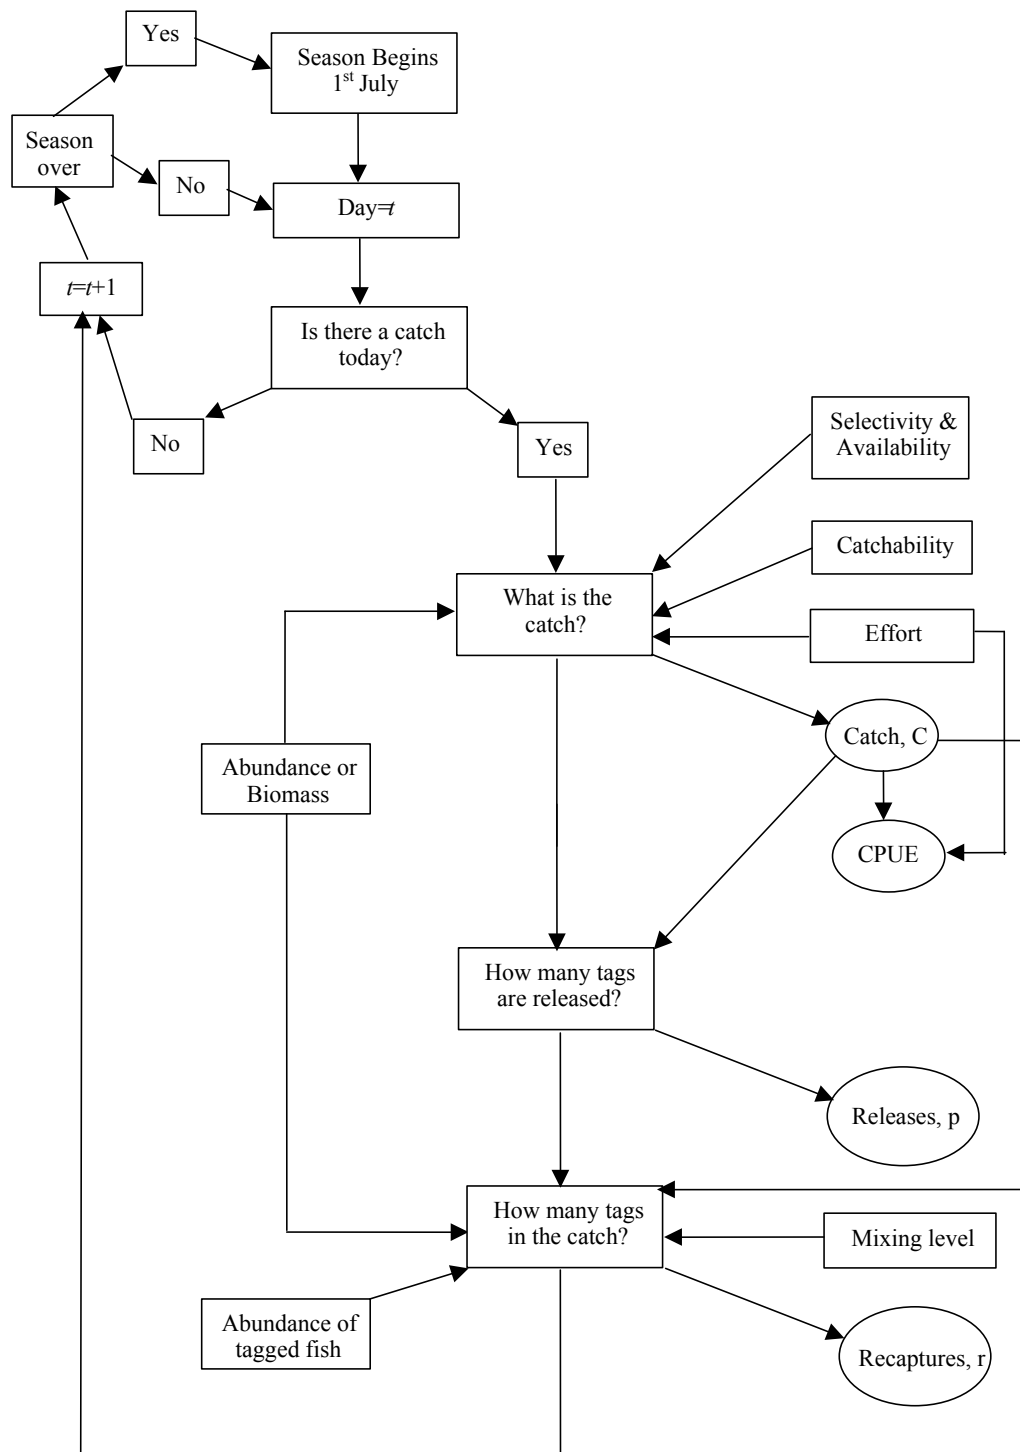 Yes
Season Begins
1st July
Season
over
No
Day=t
t=t+1
Is there a catch
today?
No
Yes
Selectivity &
Availability
Catchability
What is the
catch?
Effort
Catch, C
Abundance or
Biomass
CPUE
How many tags
are released?
Releases, p
How many tags
in the catch?
Mixing level
Abundance of
tagged fish
Recaptures, r